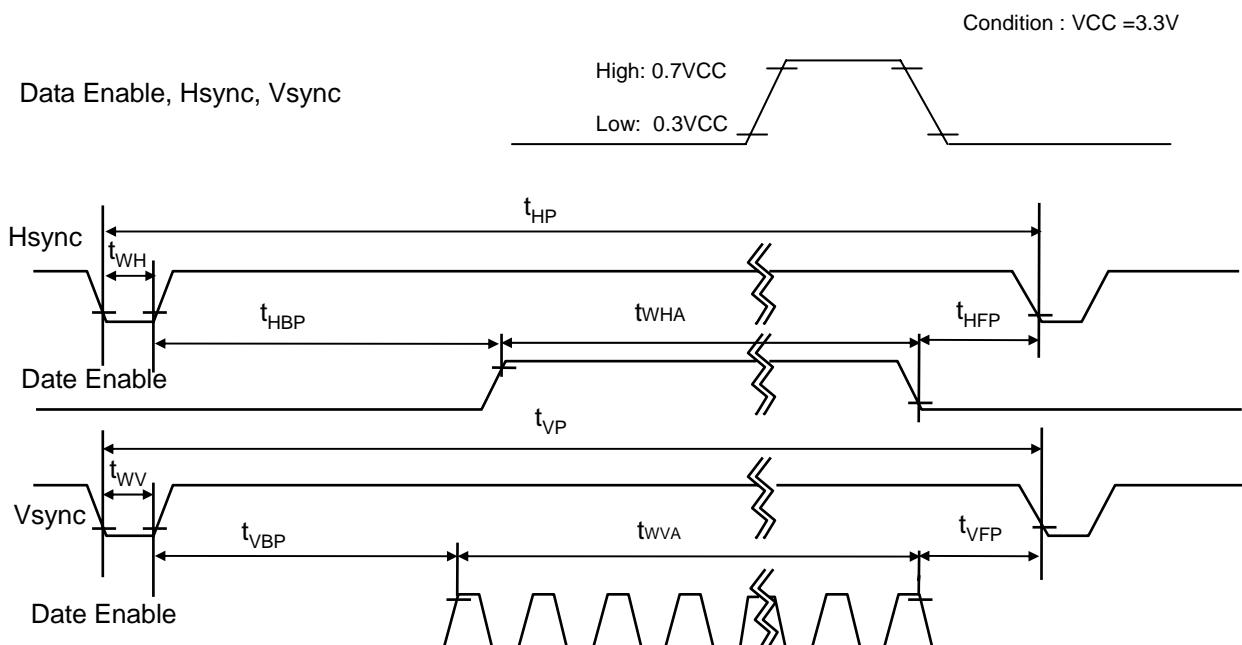 Condition : VCC =3.3V
High: 0.7VCC
Data Enable, Hsync, Vsync
Low: 0.3VCC
tHP
Hsync
tWH
tHBP
tWHA
tHFP
Date Enable
tVP
tWV
Vsync
tVBP
tWVA
tVFP
Date Enable